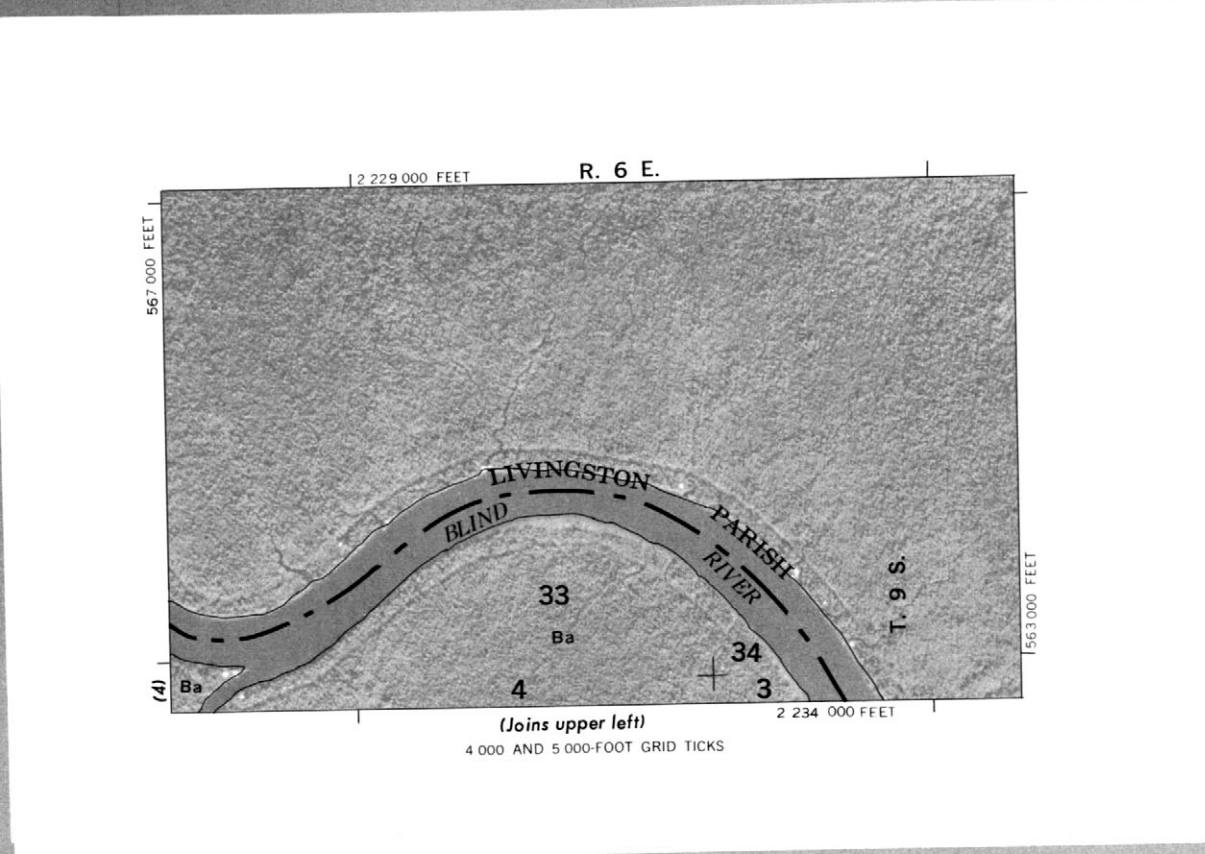 R. 6 E.
2 229 000 FEET
567 000 FEET
LIVINGSTON PARISH
BLIND RIVER
T. 9 S.
563 000 FEET
33
Ba
34
3
4
Ba
(4)
2 234 000 FEET
(Joins upper left)
4 000 AND 5 000-FOOT GRID TICKS